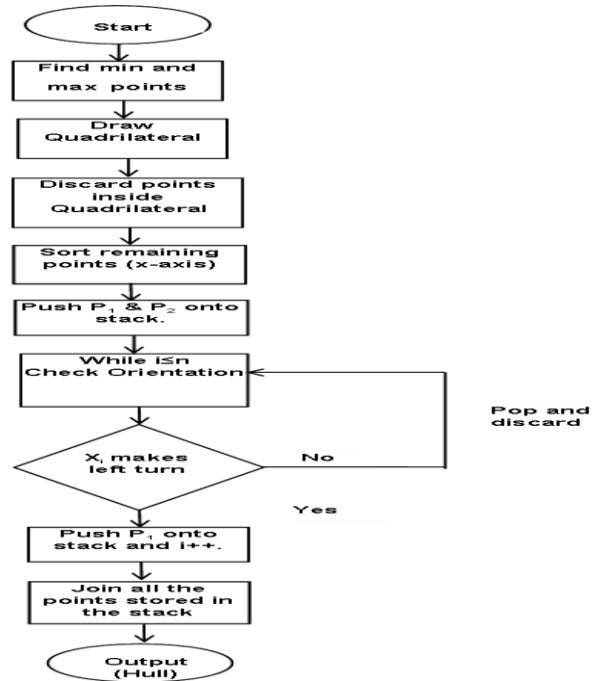 Start
Find min and
max points
Draw
Quadrilateral
Discard points
inside
Quadrilateral
Sort remaining
points (x-axis)
Push P₁ & P₂ onto
stack.
While i≤n
Check Orientation
Xᵢ makes
left turn
No
Pop and
discard
Yes
Push P₁ onto
stack and i++.
Join all the
points stored in
the stack
Output
(Hull)